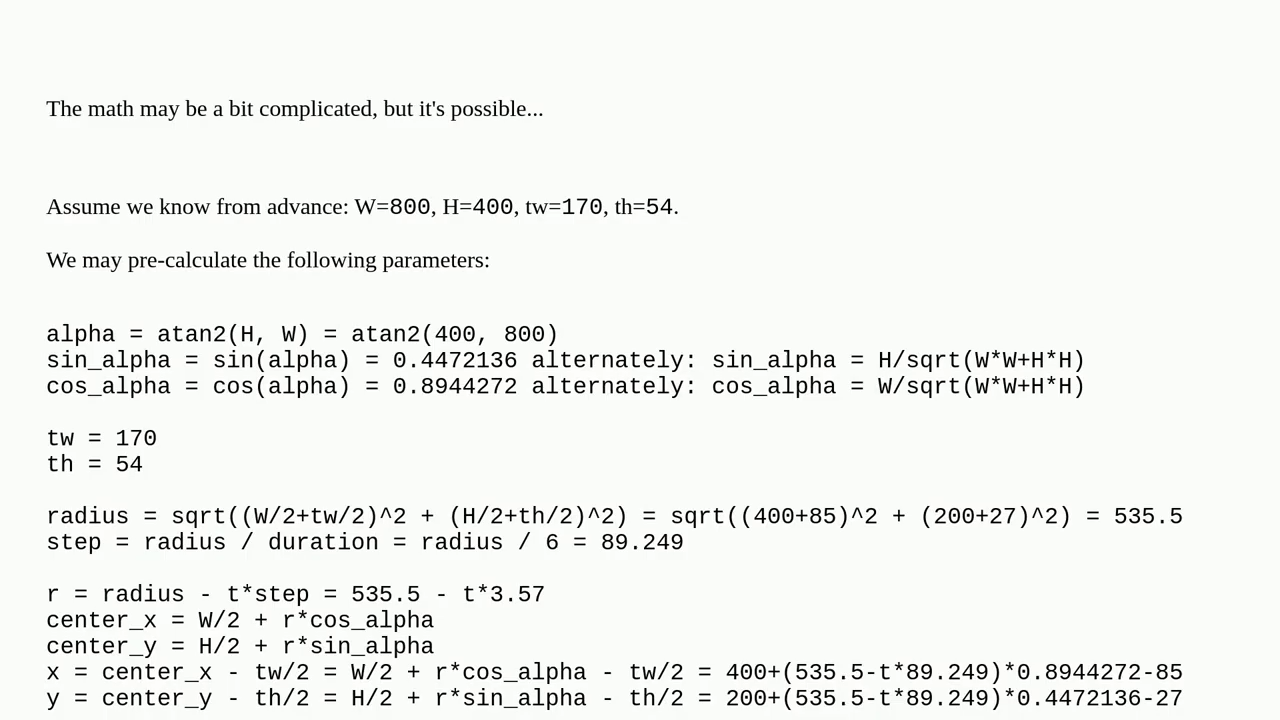 The math may be a bit complicated, but it's possible...
Assume we know from advance: W=800, H=400, tw=170, th=54.
We may pre-calculate the following parameters:
alpha = atan2(H, W) = atan2(400, 800)
sin_alpha = sin(alpha) = 0.4472136 alternately: sin_alpha = H/sqrt(W*W+H*H)
cos_alpha = cos(alpha) = 0.8944272 alternately: cos_alpha = W/sqrt(W*W+H*H)
tw = 170
th = 54
radius = sqrt((W/2+tw/2)^2 + (H/2+th/2)^2) = sqrt((400+85)^2 + (200+27)^2) = 535.5
step = radius / duration = radius / 6 = 89.249
r = radius - t*step = 535.5 - t*3.57
center_x = W/2 + r*cos_alpha
center_y = H/2 + r*sin_alpha
x = center_x - tw/2 = W/2 + r*cos_alpha - tw/2 = 400+(535.5-t*89.249)*0.8944272-85
y = center_y - th/2 = H/2 + r*sin_alpha - th/2 = 200+(535.5-t*89.249)*0.4472136-27